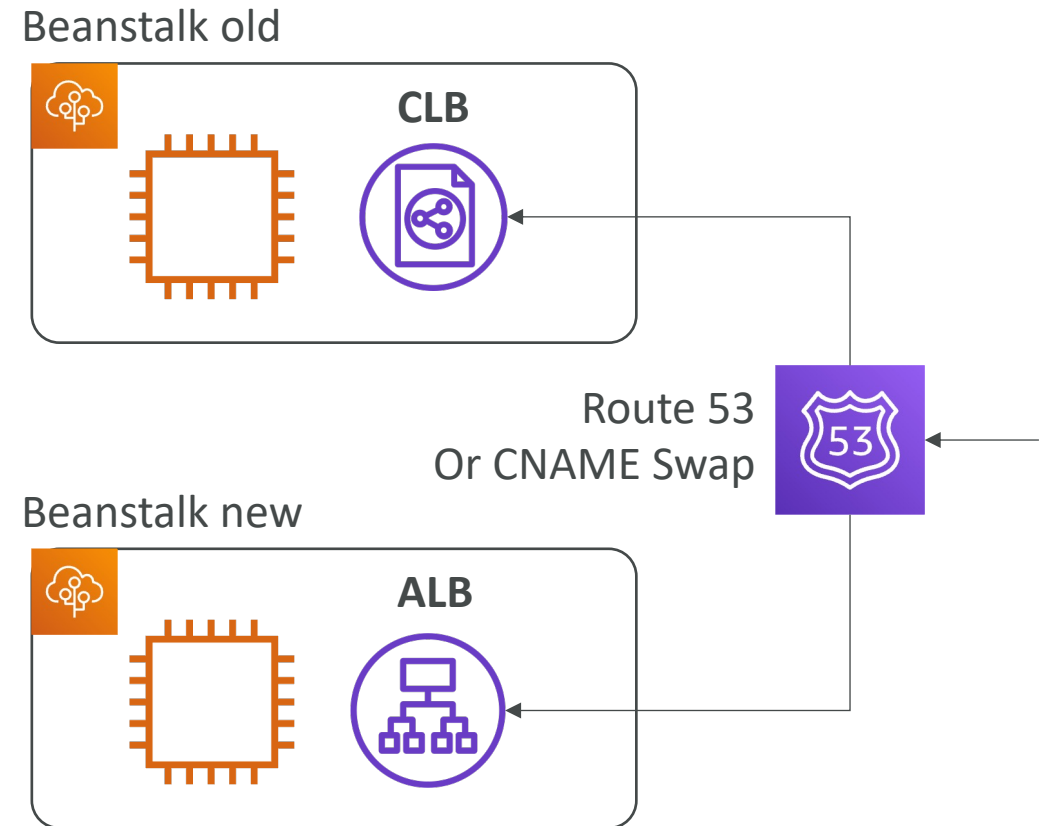 Beanstalk old
CLB
Route 53
Or CNAME Swap
53
Beanstalk new
ALB